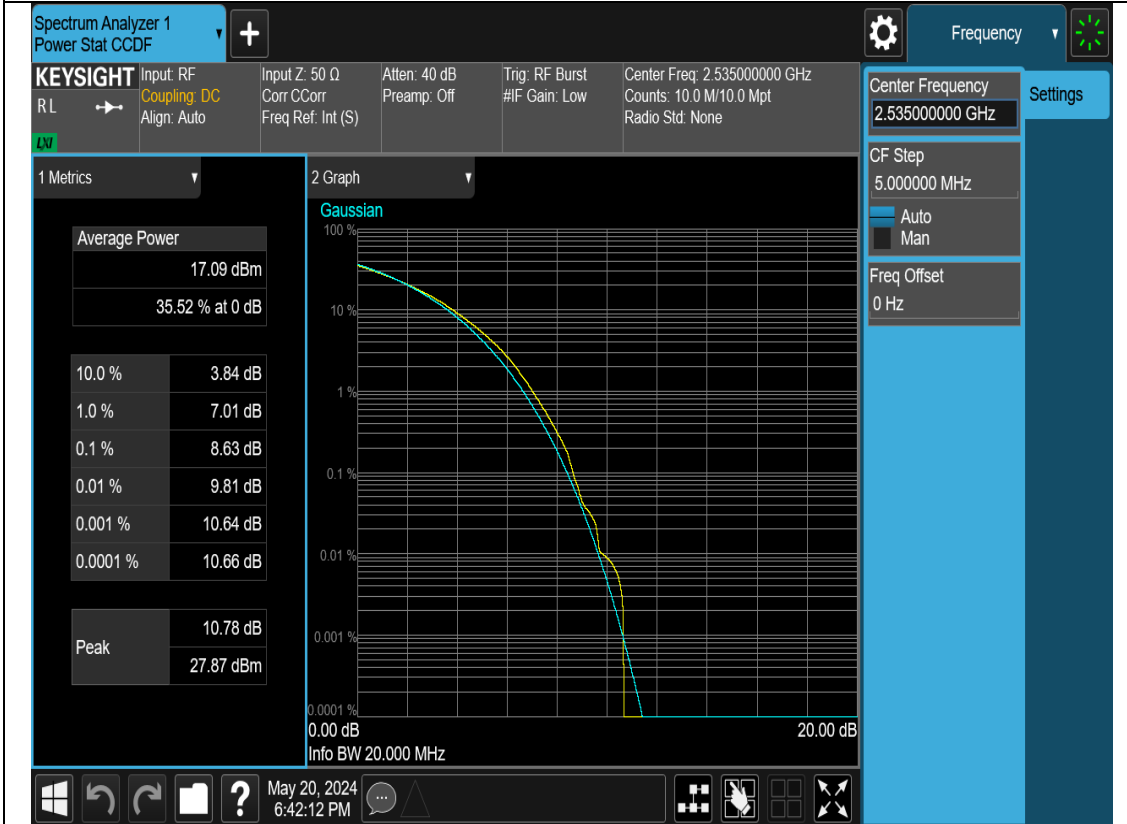 Spectrum Analyzer 1
Power Stat CCDF
+
Frequency
KEYSIGHT
RL
LXI
Input: RF
Coupling: DC
Align: Auto
Input Z: 50 Ω
Corr CCorr
Freq Ref: Int (S)
Atten: 40 dB
Preamp: Off
Trig: RF Burst
#IF Gain: Low
Center Freq: 2.535000000 GHz
Counts: 10.0 M/10.0 Mpt
Radio Std: None
Center Frequency
2.535000000 GHz
Settings
CF Step
5.000000 MHz
Auto
Man
Freq Offset
0 Hz
1 Metrics
Average Power
17.09 dBm
35.52 % at 0 dB
10.0 % 3.84 dB
1.0 % 7.01 dB
0.1 % 8.63 dB
0.01 % 9.81 dB
0.001 % 10.64 dB
0.0001 % 10.66 dB
Peak
10.78 dB
27.87 dBm
2 Graph
Gaussian
100 %
10 %
1 %
0.1 %
0.01 %
0.001 %
0.0001 %
0.00 dB 20.00 dB
Info BW 20.000 MHz
?
May 20, 2024
6:42:12 PM